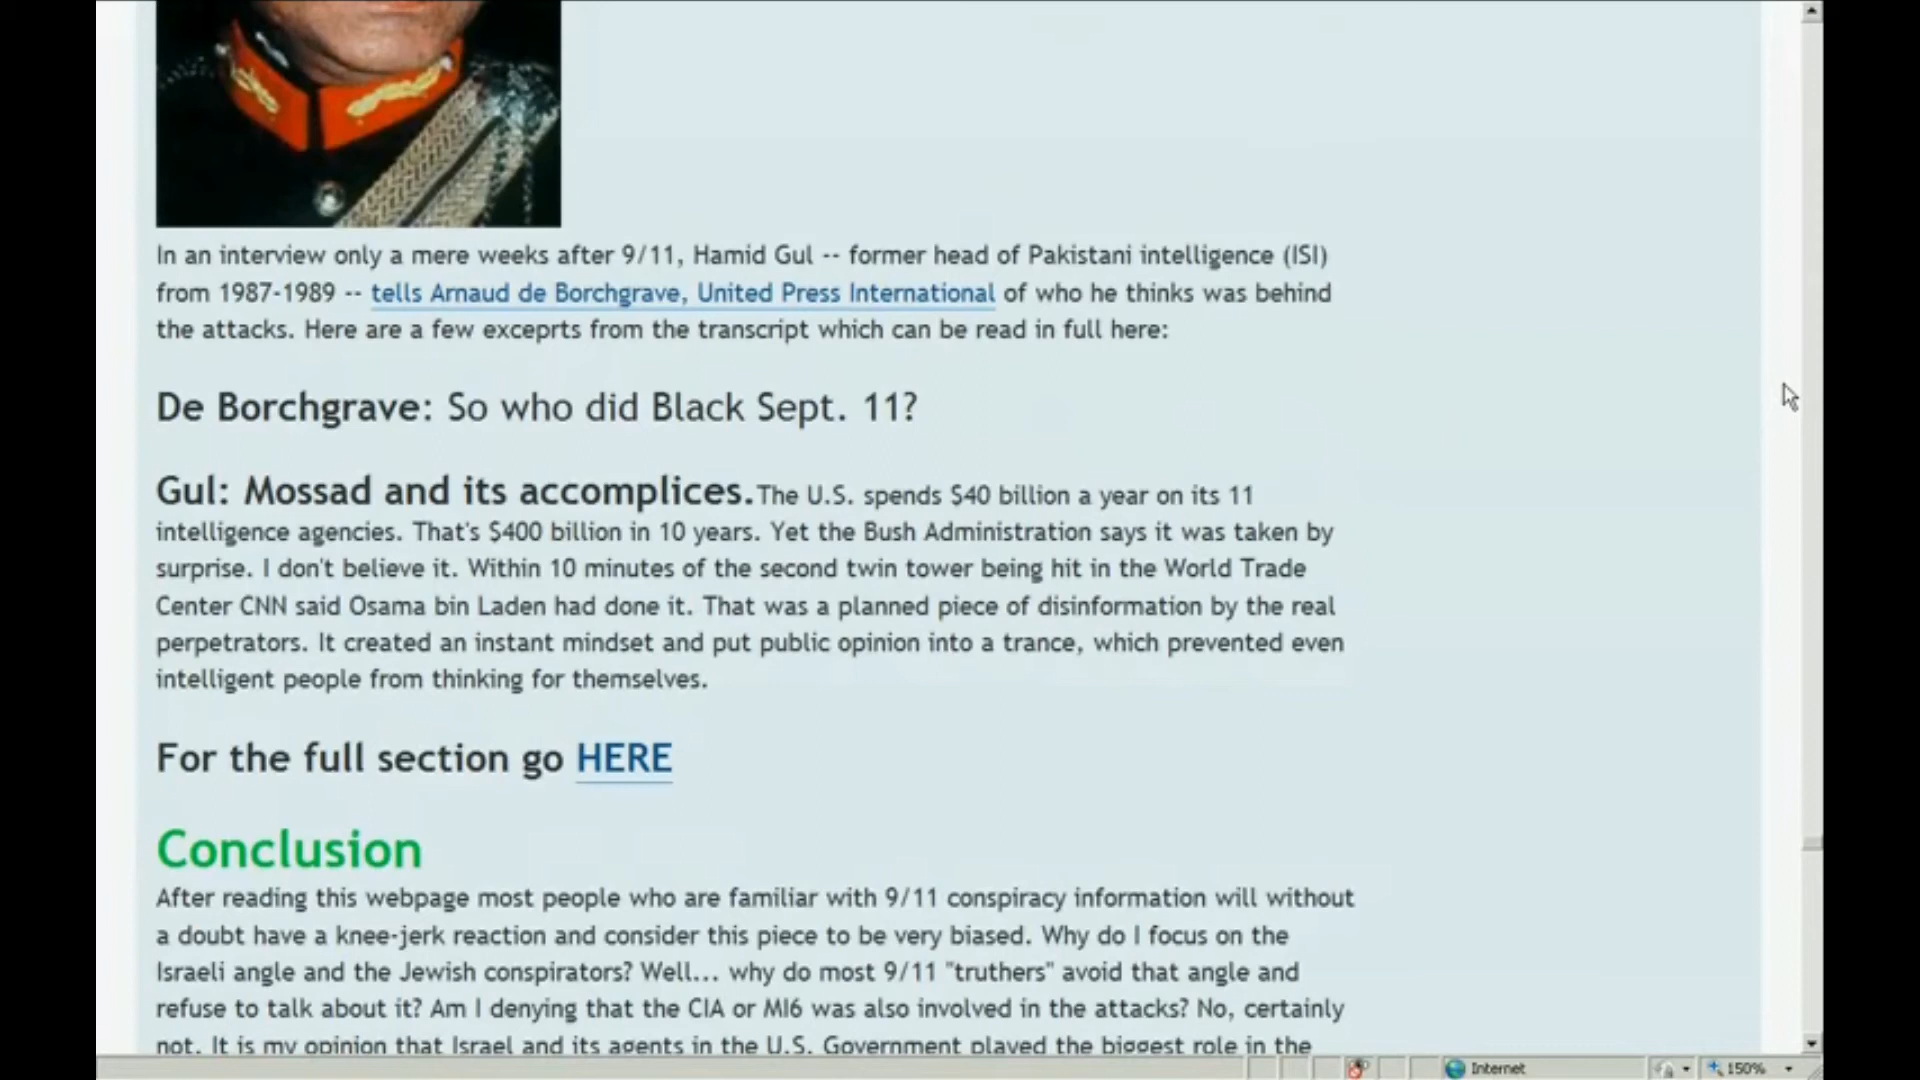 In an interview only a mere weeks after 9/11, Hamid Gul -- former head of Pakistani intelligence (ISI)
from 1987-1989 -- tells Arnaud de Borchgrave, United Press International of who he thinks was behind
the attacks. Here are a few exceprts from the transcript which can be read in full here:
De Borchgrave: So who did Black Sept. 11?
Gul: Mossad and its accomplices.The U.S. spends $40 billion a year on its 11
intelligence agencies. That's $400 billion in 10 years. Yet the Bush Administration says it was taken by
surprise. I don't believe it. Within 10 minutes of the second twin tower being hit in the World Trade
Center CNN said Osama bin Laden had done it. That was a planned piece of disinformation by the real
perpetrators. It created an instant mindset and put public opinion into a trance, which prevented even
intelligent people from thinking for themselves.
For the full section go HERE
Conclusion
After reading this webpage most people who are familiar with 9/11 conspiracy information will without
a doubt have a knee-jerk reaction and consider this piece to be very biased. Why do I focus on the
Israeli angle and the Jewish conspirators? Well... why do most 9/11 "truthers" avoid that angle and
refuse to talk about it? Am I denying that the CIA or MI6 was also involved in the attacks? No, certainly
not. It is my opinion that Israel and its agents in the U.S. Government played the biggest role in the
Internet
150%